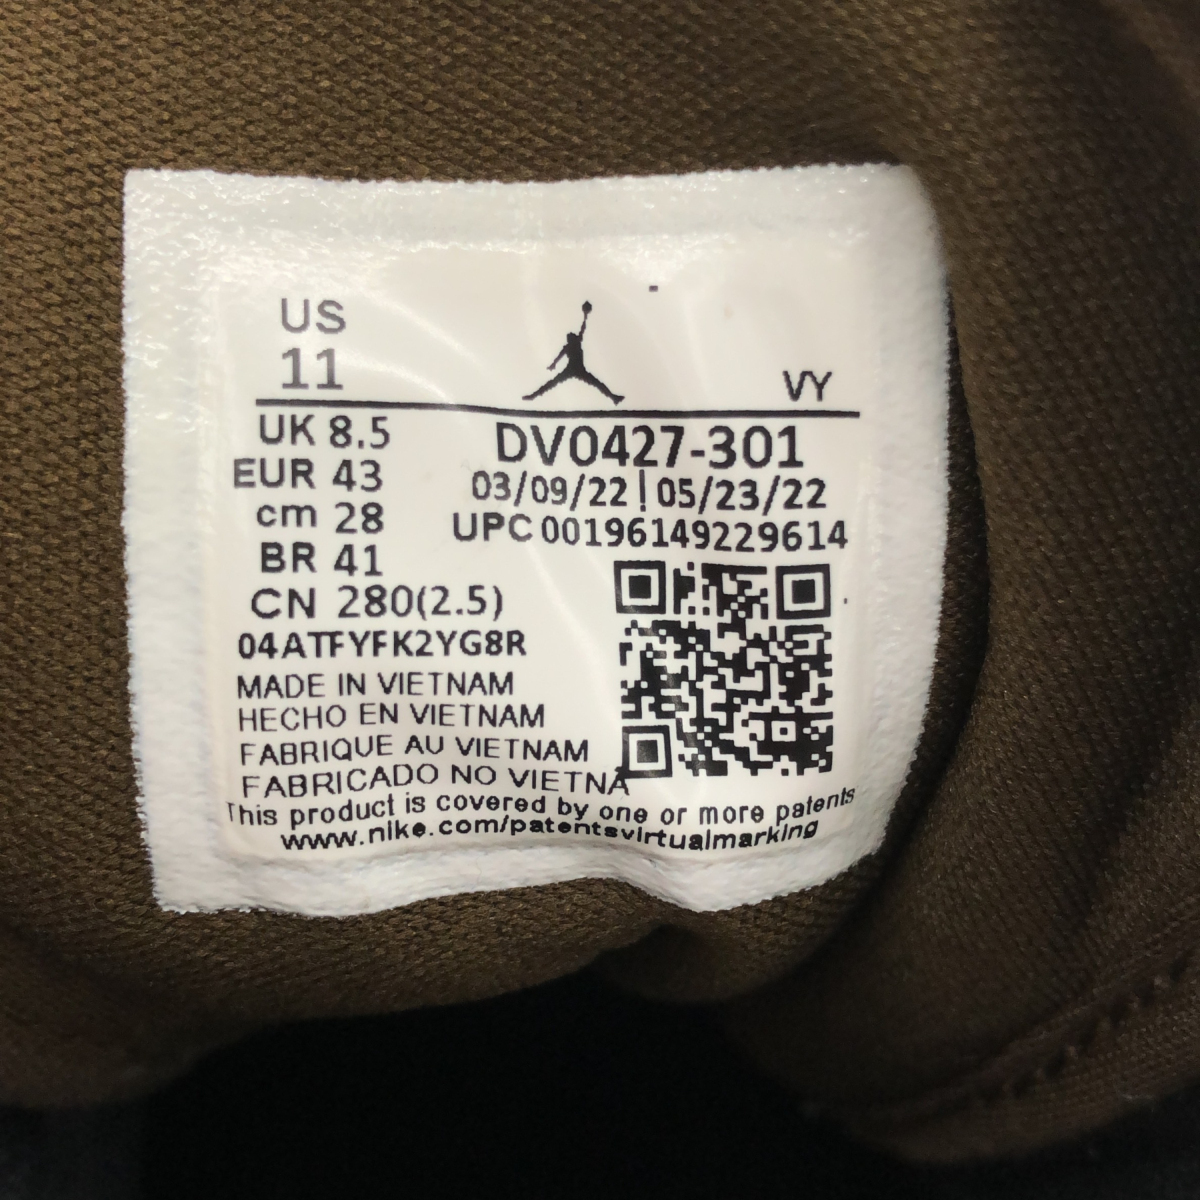 US
11
VY
UK 8.5
EUR 43
cm 28
BR 41
CN 280(2.5)
DV0427-301
03/09/22 | 05/23/22
UPC 00196149229614
04ATFYFK2YG8R
MADE IN VIETNAM
HECHO EN VIETNAM
FABRIQUE AU VIETNAM
FABRICADO NO VIETNA
This product is covered by one or more patents
www.nike.com/patentsvirtualmarking